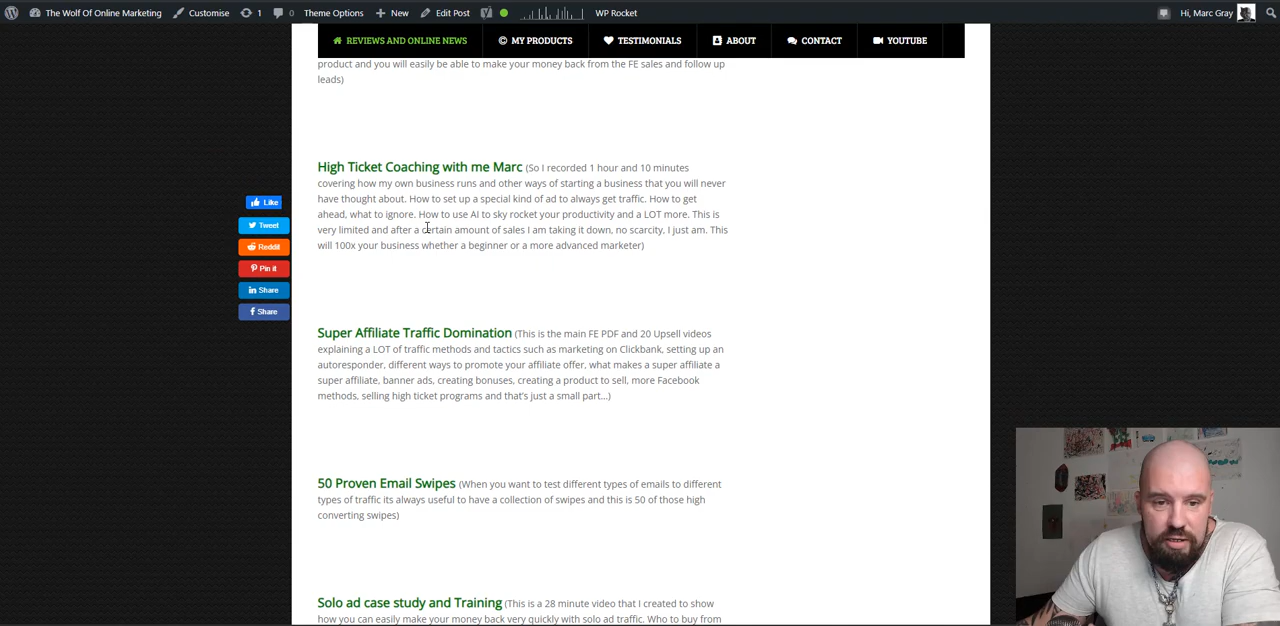 The Wolf Of Online Marketing Customise 1 0 Theme Options New Edit Post WP Rocket Hi, Marc Gray
REVIEWS AND ONLINE NEWS MY PRODUCTS TESTIMONIALS ABOUT CONTACT YOUTUBE
product and you will easily be able to make your money back from the FE sales and follow up
leads)
High Ticket Coaching with me Marc (So I recorded 1 hour and 10 minutes
covering how my own business runs and other ways of starting a business that you will never
have thought about. How to set up a special kind of ad to always get traffic. How to get
ahead, what to ignore. How to use AI to sky rocket your productivity and a LOT more. This is
very limited and after a certain amount of sales I am taking it down, no scarcity, I just am. This
will 100x your business whether a beginner or a more advanced marketer)
Like
Tweet
Reddit
Pin it
Share
Share
Super Affiliate Traffic Domination (This is the main FE PDF and 20 Upsell videos
explaining a LOT of traffic methods and tactics such as marketing on Clickbank, setting up an
autoresponder, different ways to promote your affiliate offer, what makes a super affiliate a
super affiliate, banner ads, creating bonuses, creating a product to sell, more Facebook
methods, selling high ticket programs and that's just a small part...)
50 Proven Email Swipes (When you want to test different types of emails to different
types of traffic its always useful to have a collection of swipes and this is 50 of those high
converting swipes)
Solo ad case study and Training (This is a 28 minute video that I created to show
how you can easily make your money back very quickly with solo ad traffic. Who to buy from